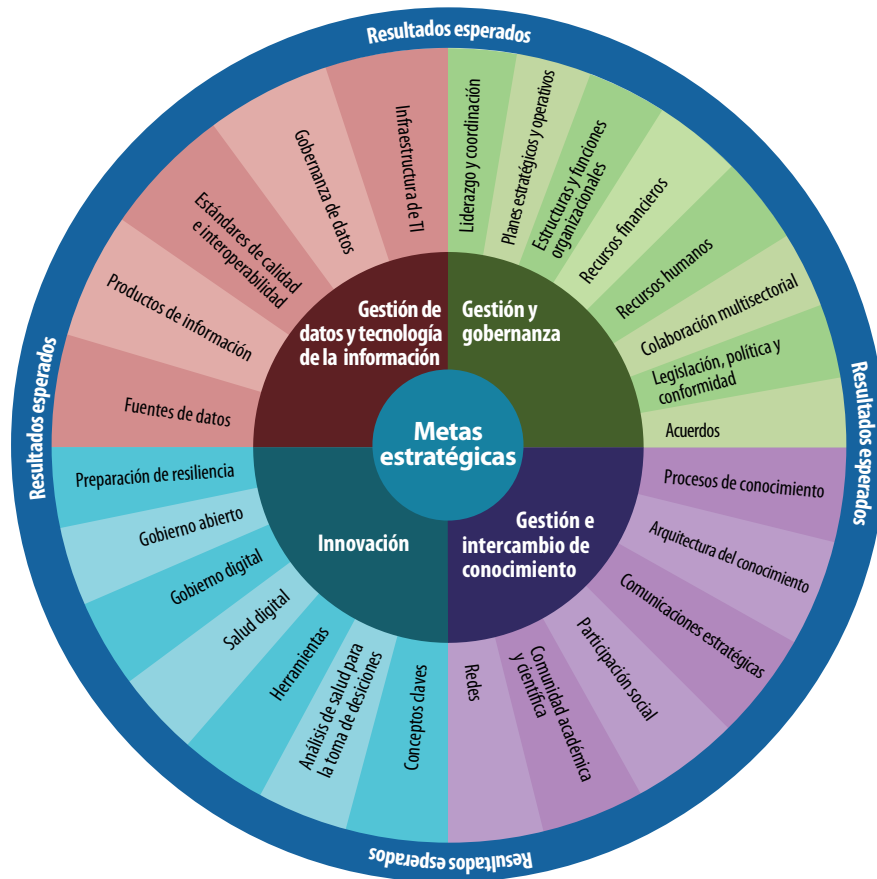 Resultados esperados
Infraestructura de TI
Gobernanza de datos
Estándares de calidad
e interoperabilidad
Productos de información
Fuentes de datos
Liderazgo y coordinación
Planes estratégicos y operativos
Estructuras y funciones
organizacionales
Recursos financieros
Recursos humanos
Colaboración multisectorial
Legislación, política y
conformidad
Acuerdos
Gestión de
datos y tecnología
de la información
Gestión y
gobernanza
Metas
estratégicas
Innovación
Gestión e
intercambio de
conocimiento
Resultados esperados
Resultados esperados
Preparación de resiliencia
Gobierno abierto
Gobierno digital
Salud digital
Herramientas
Análisis de salud para
la toma de desiciones
Conceptos claves
Procesos de conocimiento
Arquitectura del conocimiento
Comunicaciones estratégicas
Participación social
Comunidad académica
y científica
Redes
Resultados esperados